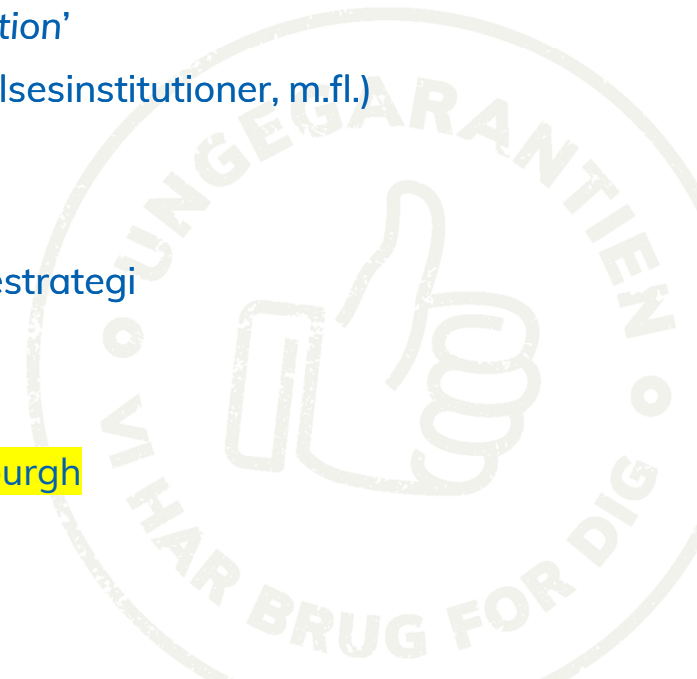 tion’
lsesinstitutioner, m.fl.)
UNGEGARANTIEN
estrategi
urgh
VI HAR BRUG FOR DIG